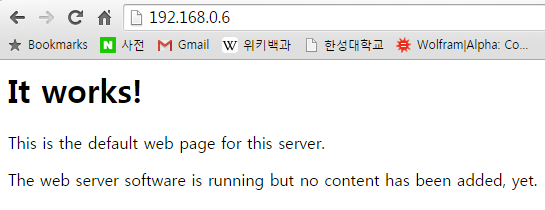 192.168.0.6
Bookmarks N 사전 Gmail W 위키백과 한성대학교 Wolfram|Alpha: Co...
It works!
This is the default web page for this server.
The web server software is running but no content has been added, yet.